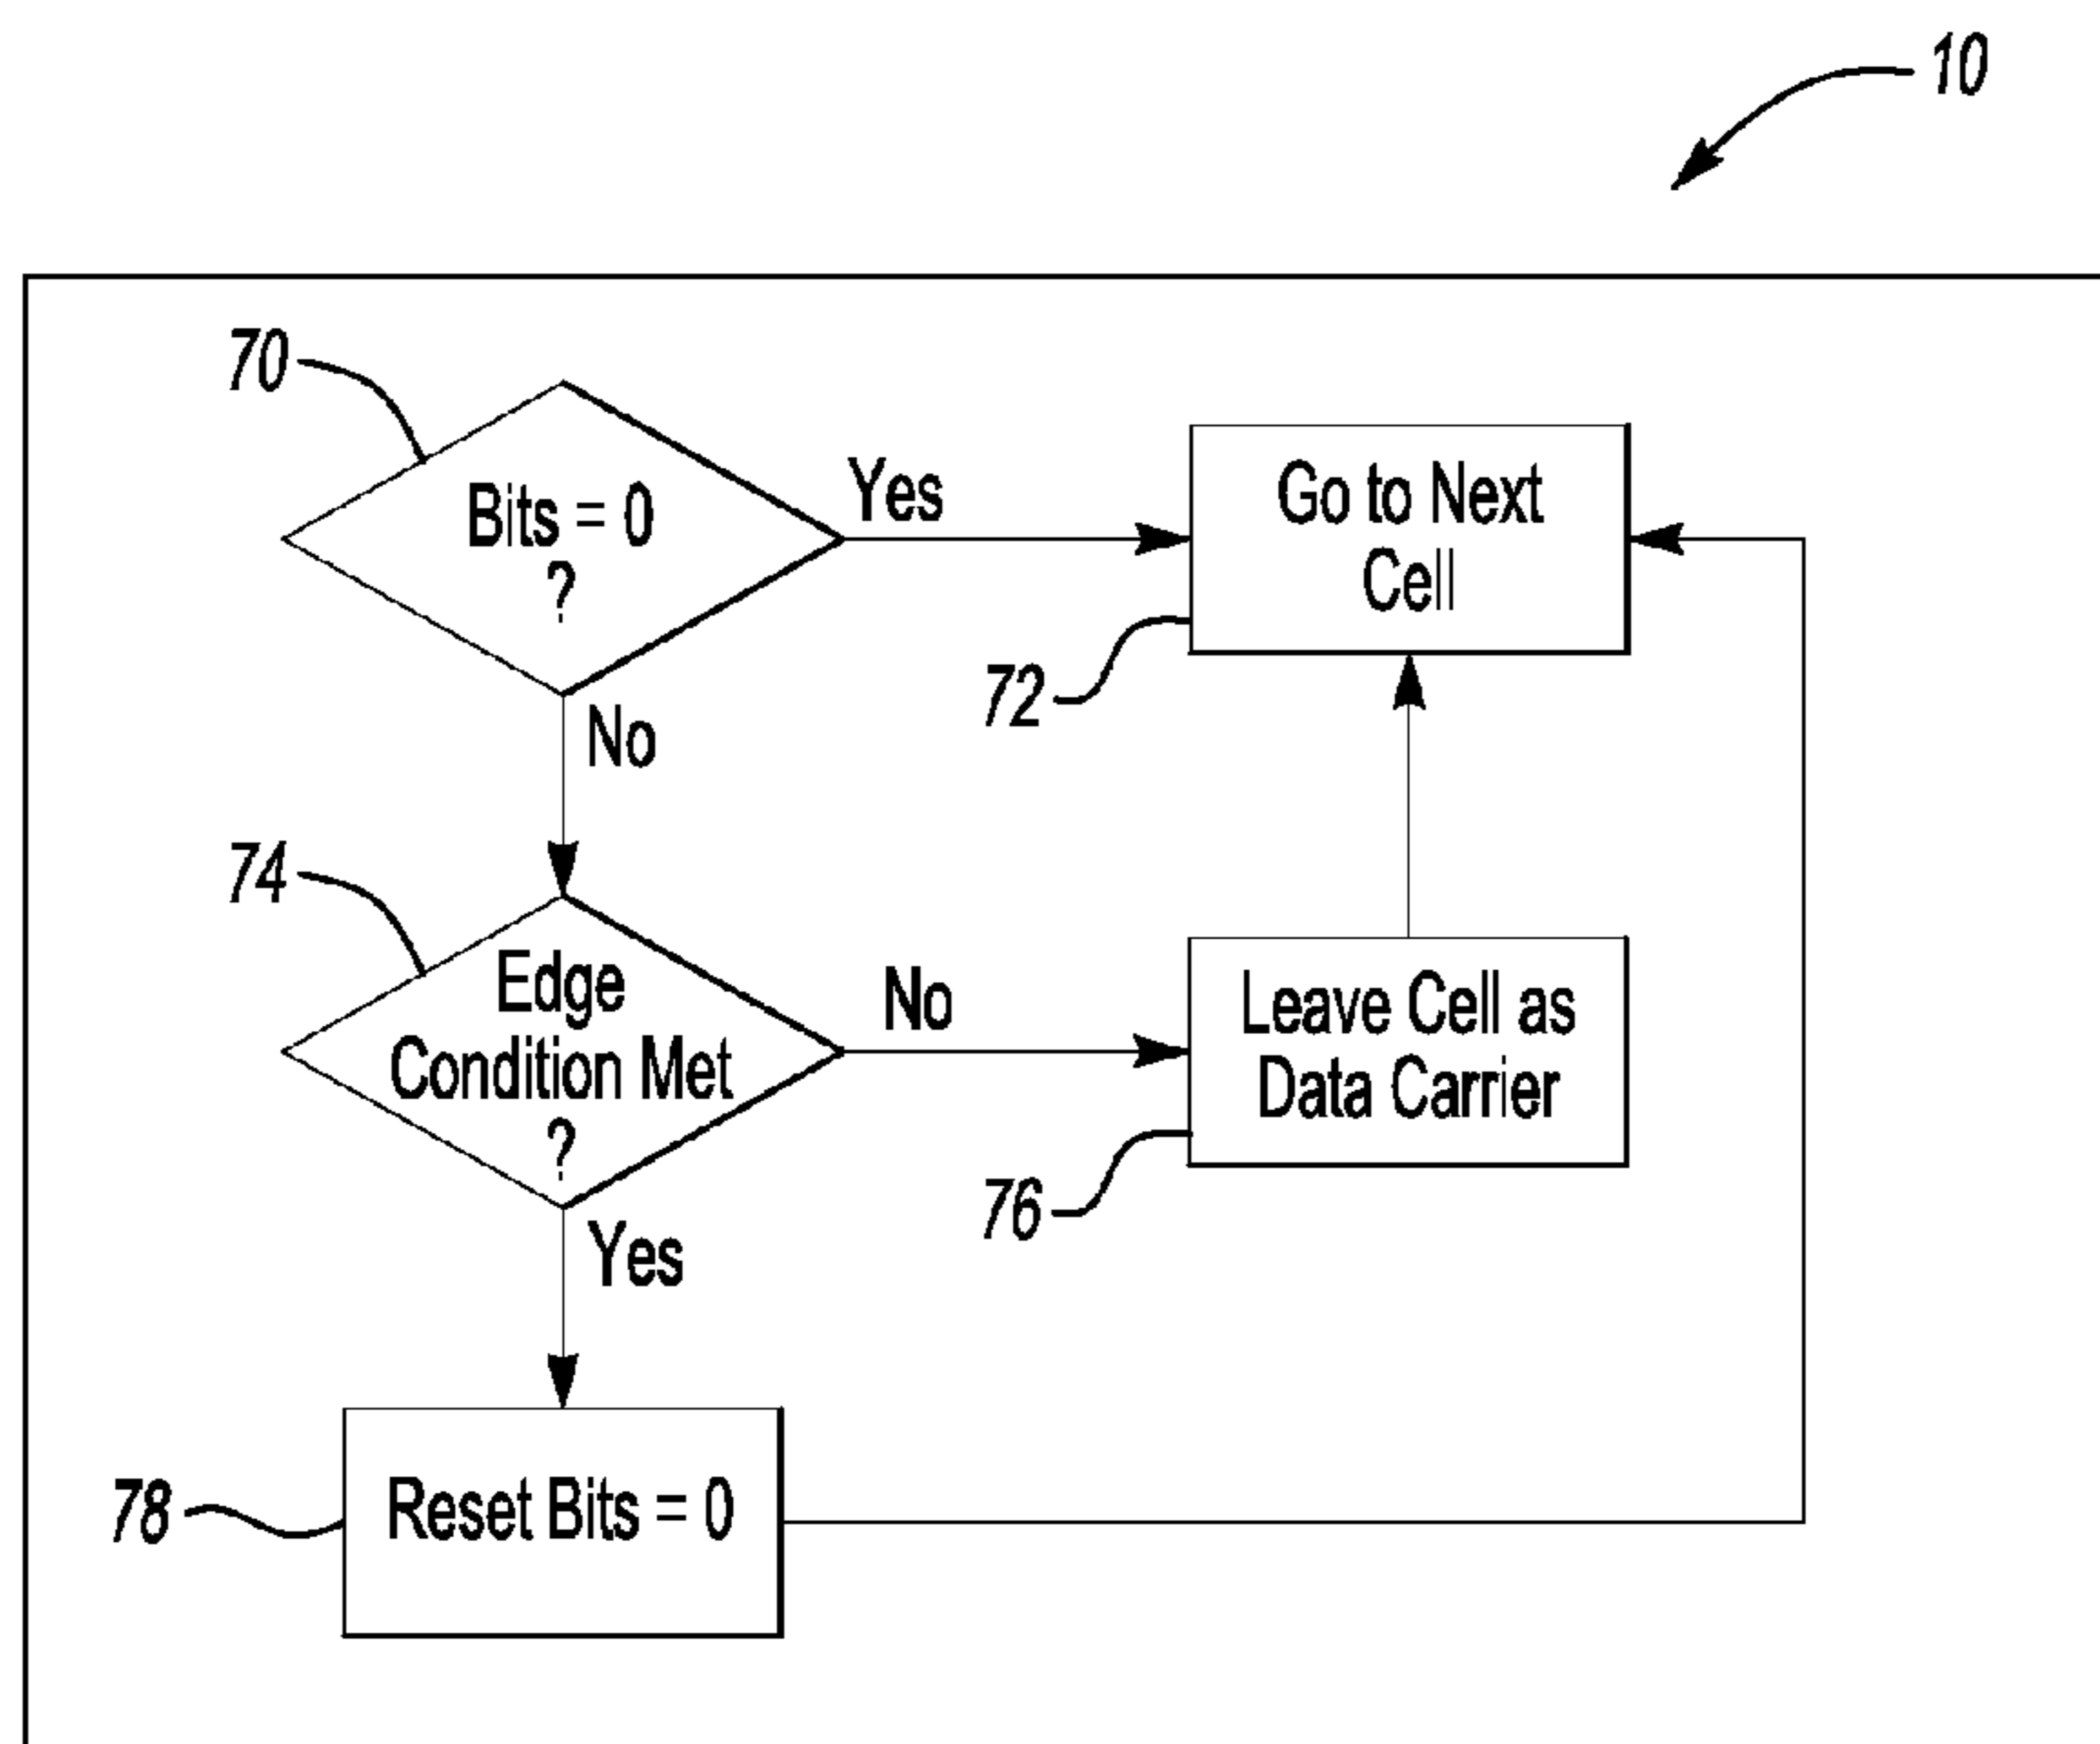 10
70
Bits = 0
?
Yes
Go to Next
Cell
72
No
74
Edge
Condition Met
?
No
Leave Cell as
Data Carrier
76
Yes
78
Reset Bits = 0